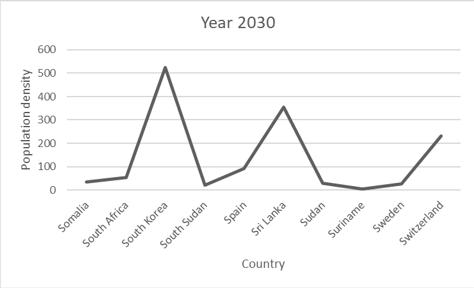 Year 2030
Population density
600
500
400
300
200
100
0
Somalia
South Africa
South Korea
South Sudan
Spain
Sri Lanka
Sudan
Suriname
Sweden
Switzerland
Country